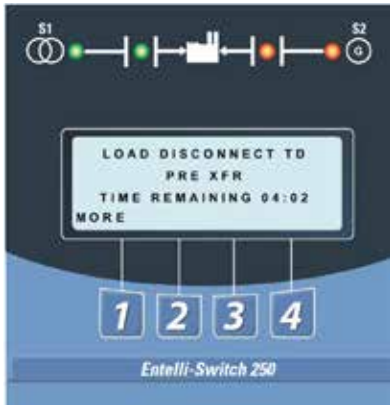 S1 S2
G
LOAD DISCONNECT TD
PRE XFR
TIME REMAINING 04:02
MORE
1 2 3 4
Entelli-Switch 250